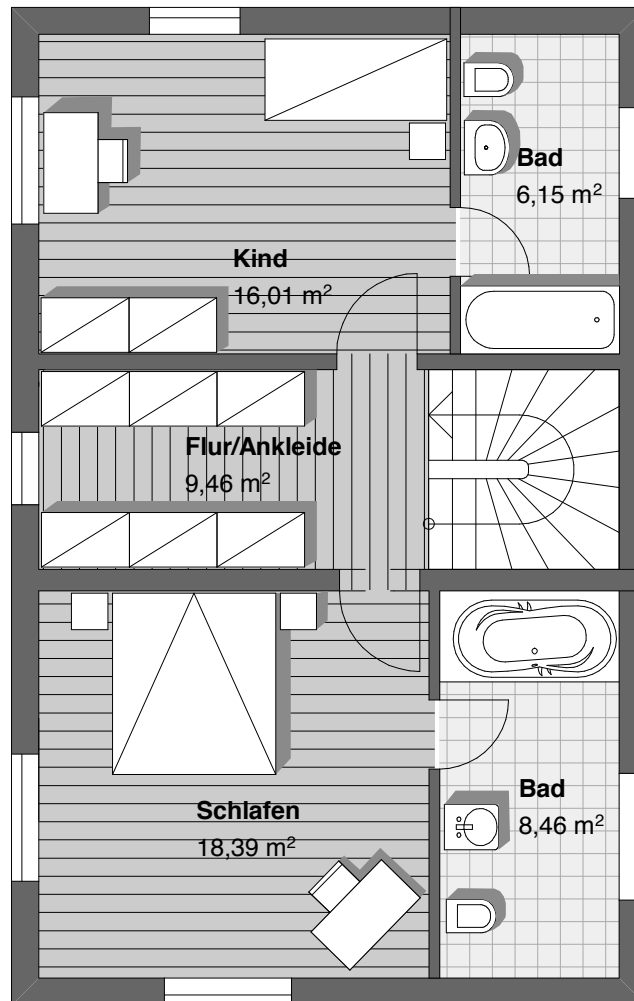 Bad
6,15 m²
Kind
16,01 m²
Flur/Ankleide
9,46 m²
Bad
8,46 m²
Schlafen
18,39 m²